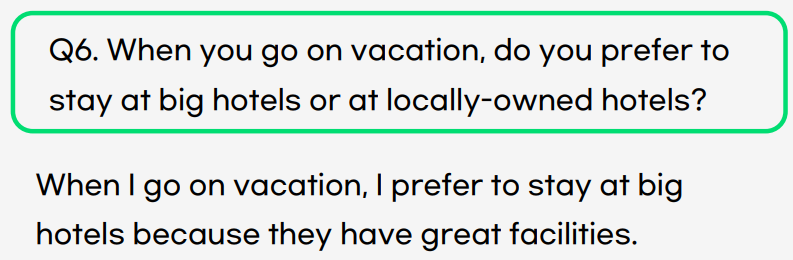 Q6. When you go on vacation, do you prefer to
stay at big hotels or at locally-owned hotels?
When I go on vacation, I prefer to stay at big
hotels because they have great facilities.